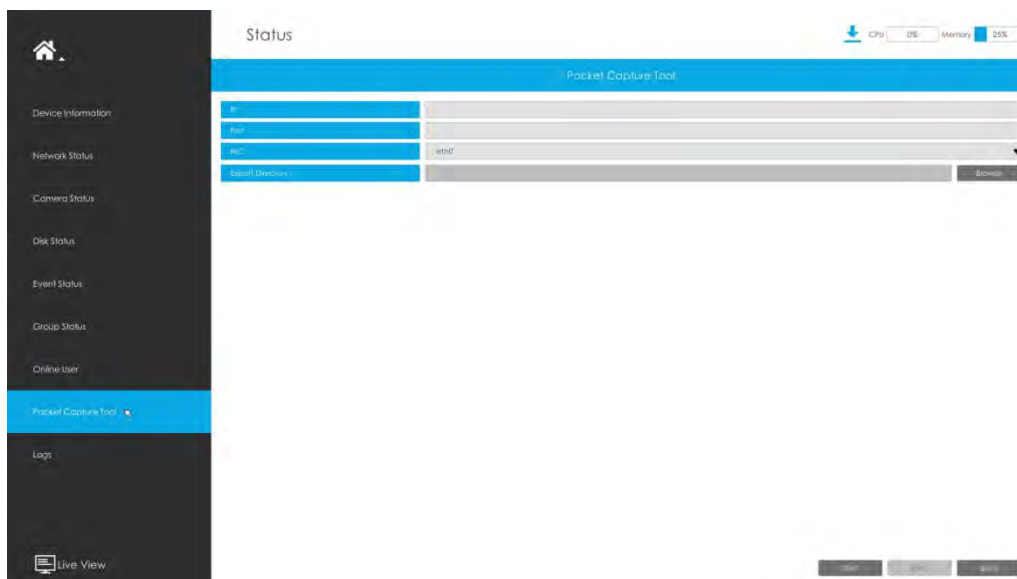 Status
CPU 0% Memory 25%
Packet Capture Tool
Device Information
IP
Port
Network Status
NIC
Export Directory
Browse
Camera Status
Disk Status
Event Status
Group Status
Online User
Packet Capture Tool
Logs
Live View
Start
Back